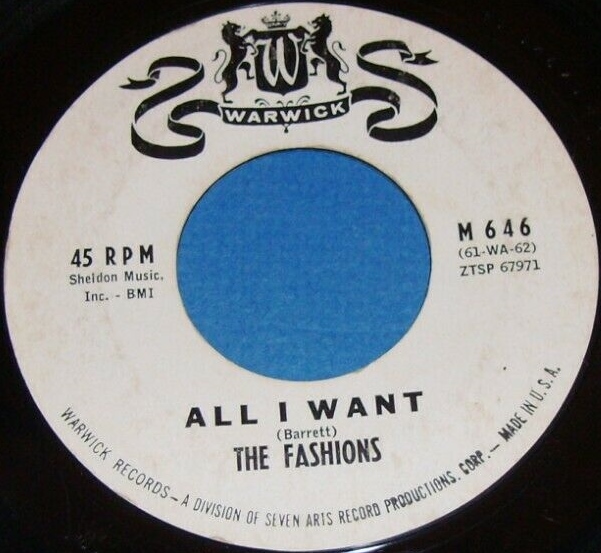 W
WARWICK
45 RPM
Sheldon Music,
Inc. - BMI
M 646
(61-WA-62)
ZTSP 67971
ALL I WANT
(Barrett)
THE FASHIONS
WARWICK RECORDS – A DIVISION OF SEVEN ARTS RECORD PRODUCTIONS. CORP. – MADE IN U.S.A.